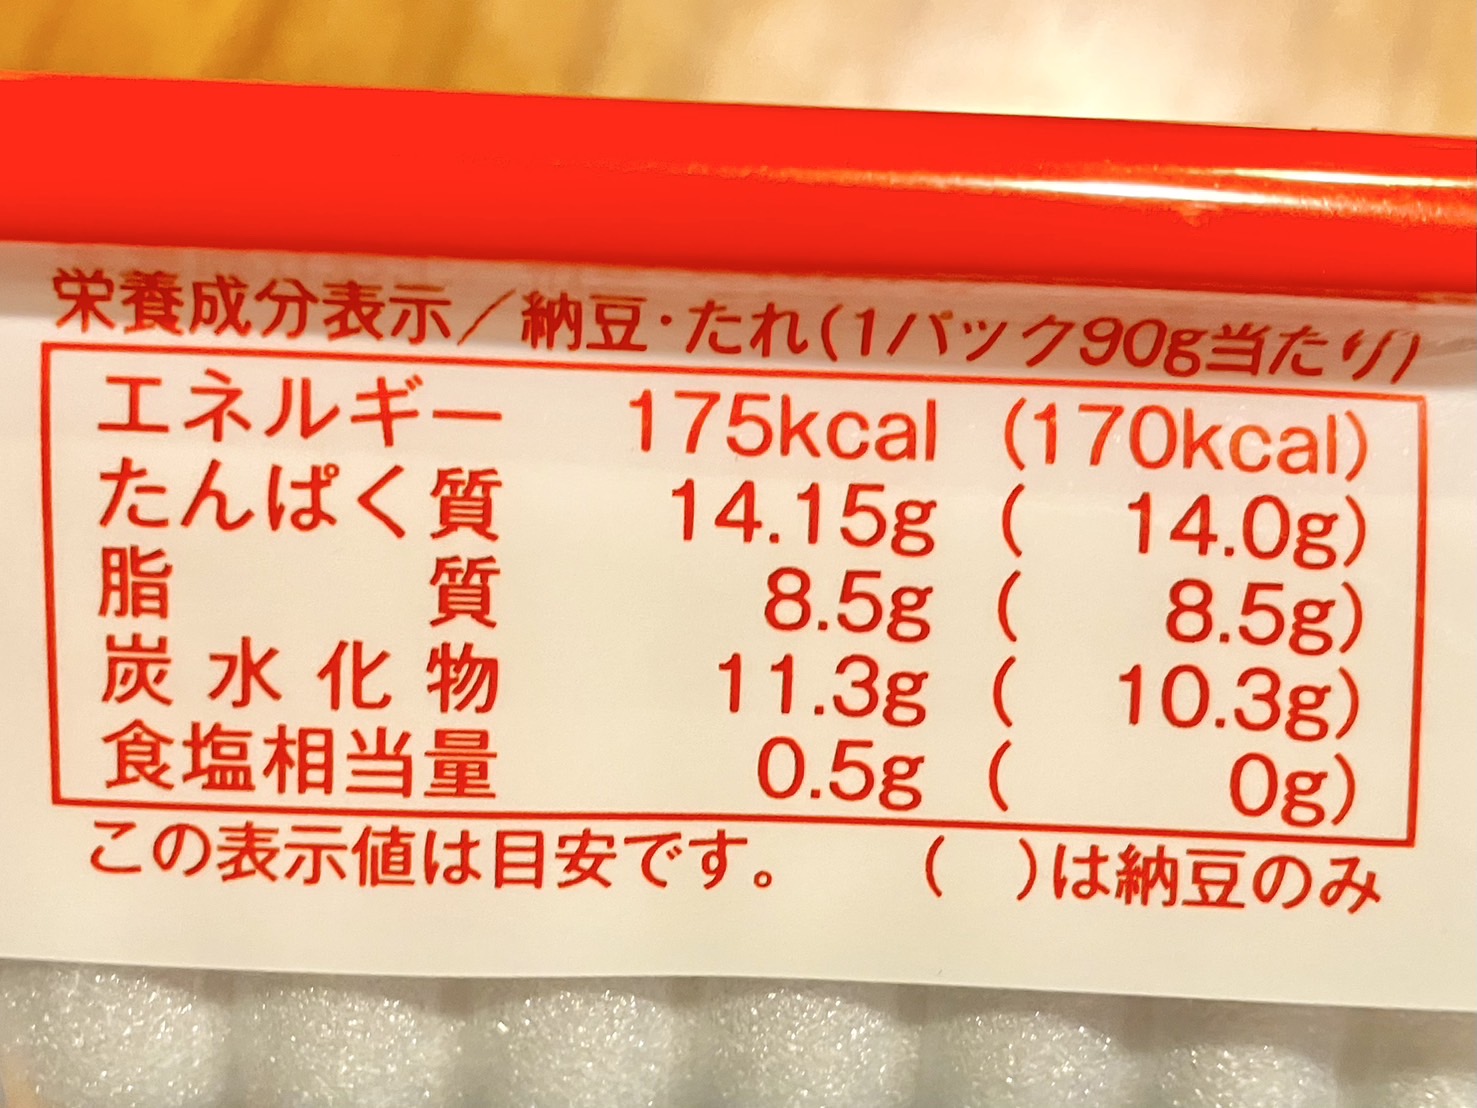 栄養成分表示／納豆・たれ(1パック90g当たり)
エネルギー 175kcal (170kcal)
たんぱく質 14.15g ( 14.0g)
脂質 8.5g ( 8.5g)
炭水化物 11.3g ( 10.3g)
食塩相当量 0.5g ( 0g)
この表示値は目安です。 ( )は納豆のみ